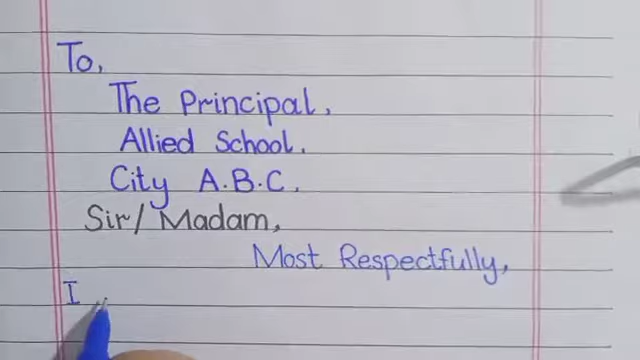 To,
The Principal,
Allied School.
City A.B.C.
Sir/ Madam,
Most Respectfully,
I